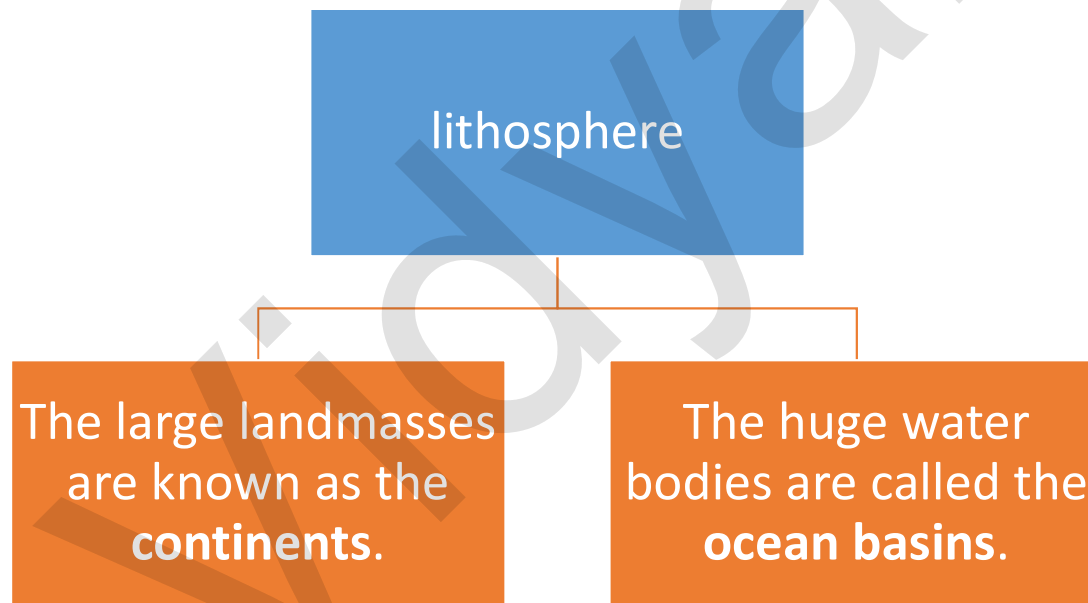 lithosphere
The large landmasses
are known as the
continents.
The huge water
bodies are called the
ocean basins.